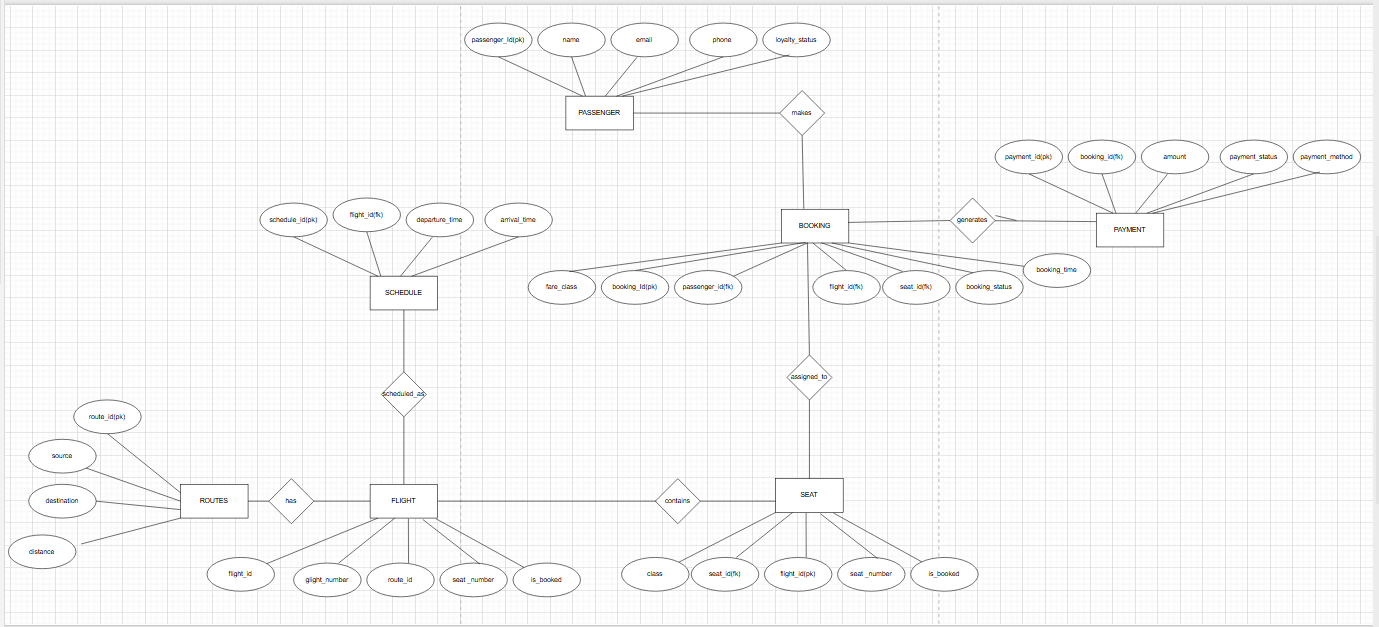 passenger_Id(pk)
name
email
phone
loyalty_status
PASSENGER
makes
payment_id(pk)
booking_id(fk)
amount
payment_status
payment_method
schedule_id(pk)
flight_id(fk)
departure_time
arrival_time
BOOKING
generates
PAYMENT
fare_class
booking_Id(pk)
passenger_id(fk)
flight_id(fk)
seat_id(fk)
booking_status
booking_time
SCHEDULE
assigned_to
scheduled_as
route_id(pk)
source
destination
distance
ROUTES
has
FLIGHT
contains
SEAT
flight_id
glight_number
route_id
seat _number
is_booked
class
seat_id(fk)
flight_id(pk)
seat _number
is_booked